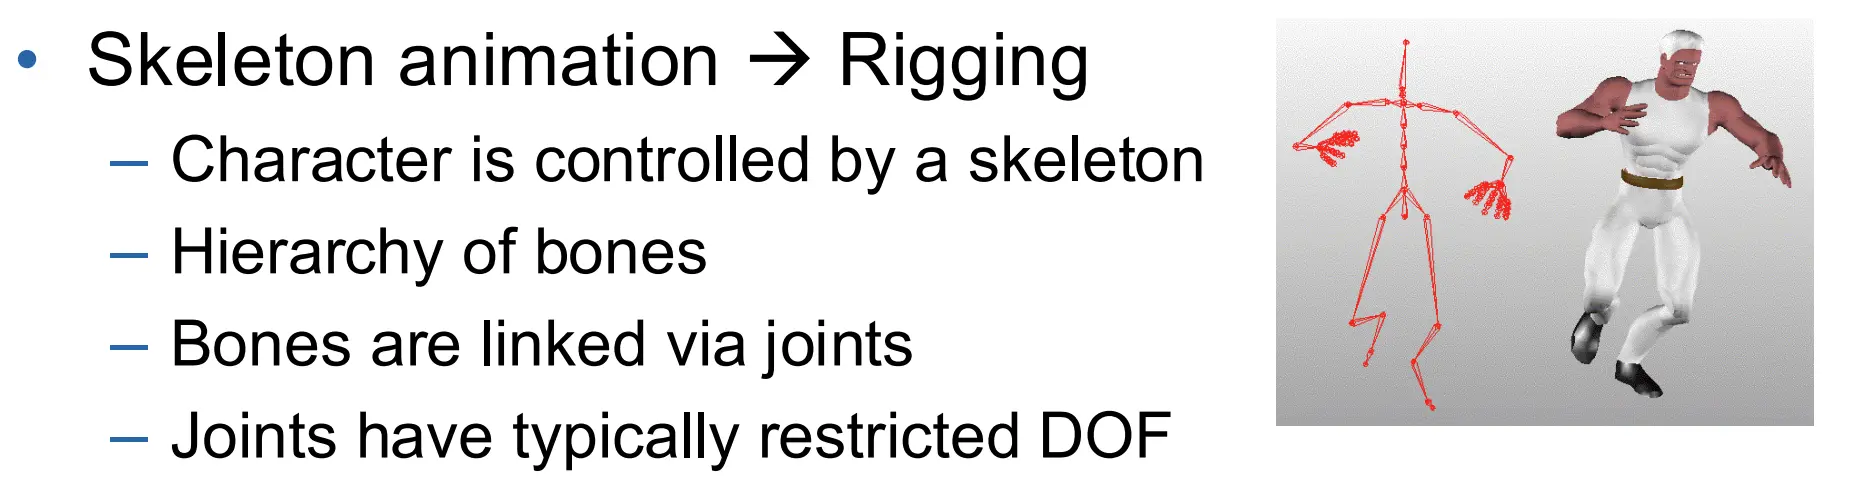 • Skeleton animation → Rigging
– Character is controlled by a skeleton
– Hierarchy of bones
– Bones are linked via joints
– Joints have typically restricted DOF